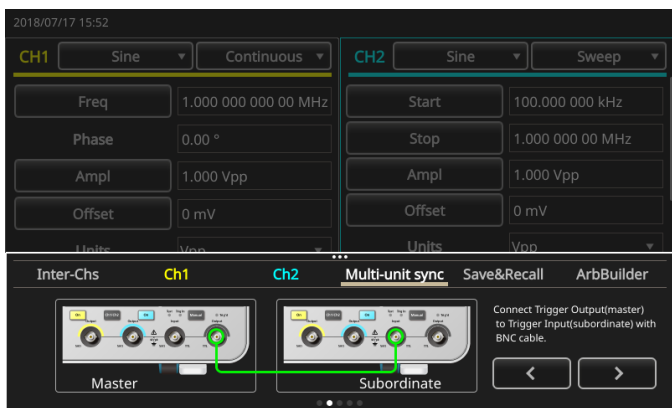 2018/07/17 15:52
CH1 Sine Continuous
CH2 Sine Sweep
Freq 1.000 000 000 00 MHz
Start 100.000 000 kHz
Phase 0.00 °
Stop 1.000 000 00 MHz
Ampl 1.000 Vpp
Ampl 1.000 Vpp
Offset 0 mV
Offset 0 mV
Units Vpp
Units Vpp
Inter-Chs Ch1 Ch2 Multi-unit sync Save&Recall ArbBuilder
Connect Trigger Output(master)
to Trigger Input(subordinate) with
BNC cable.
Master
Subordinate